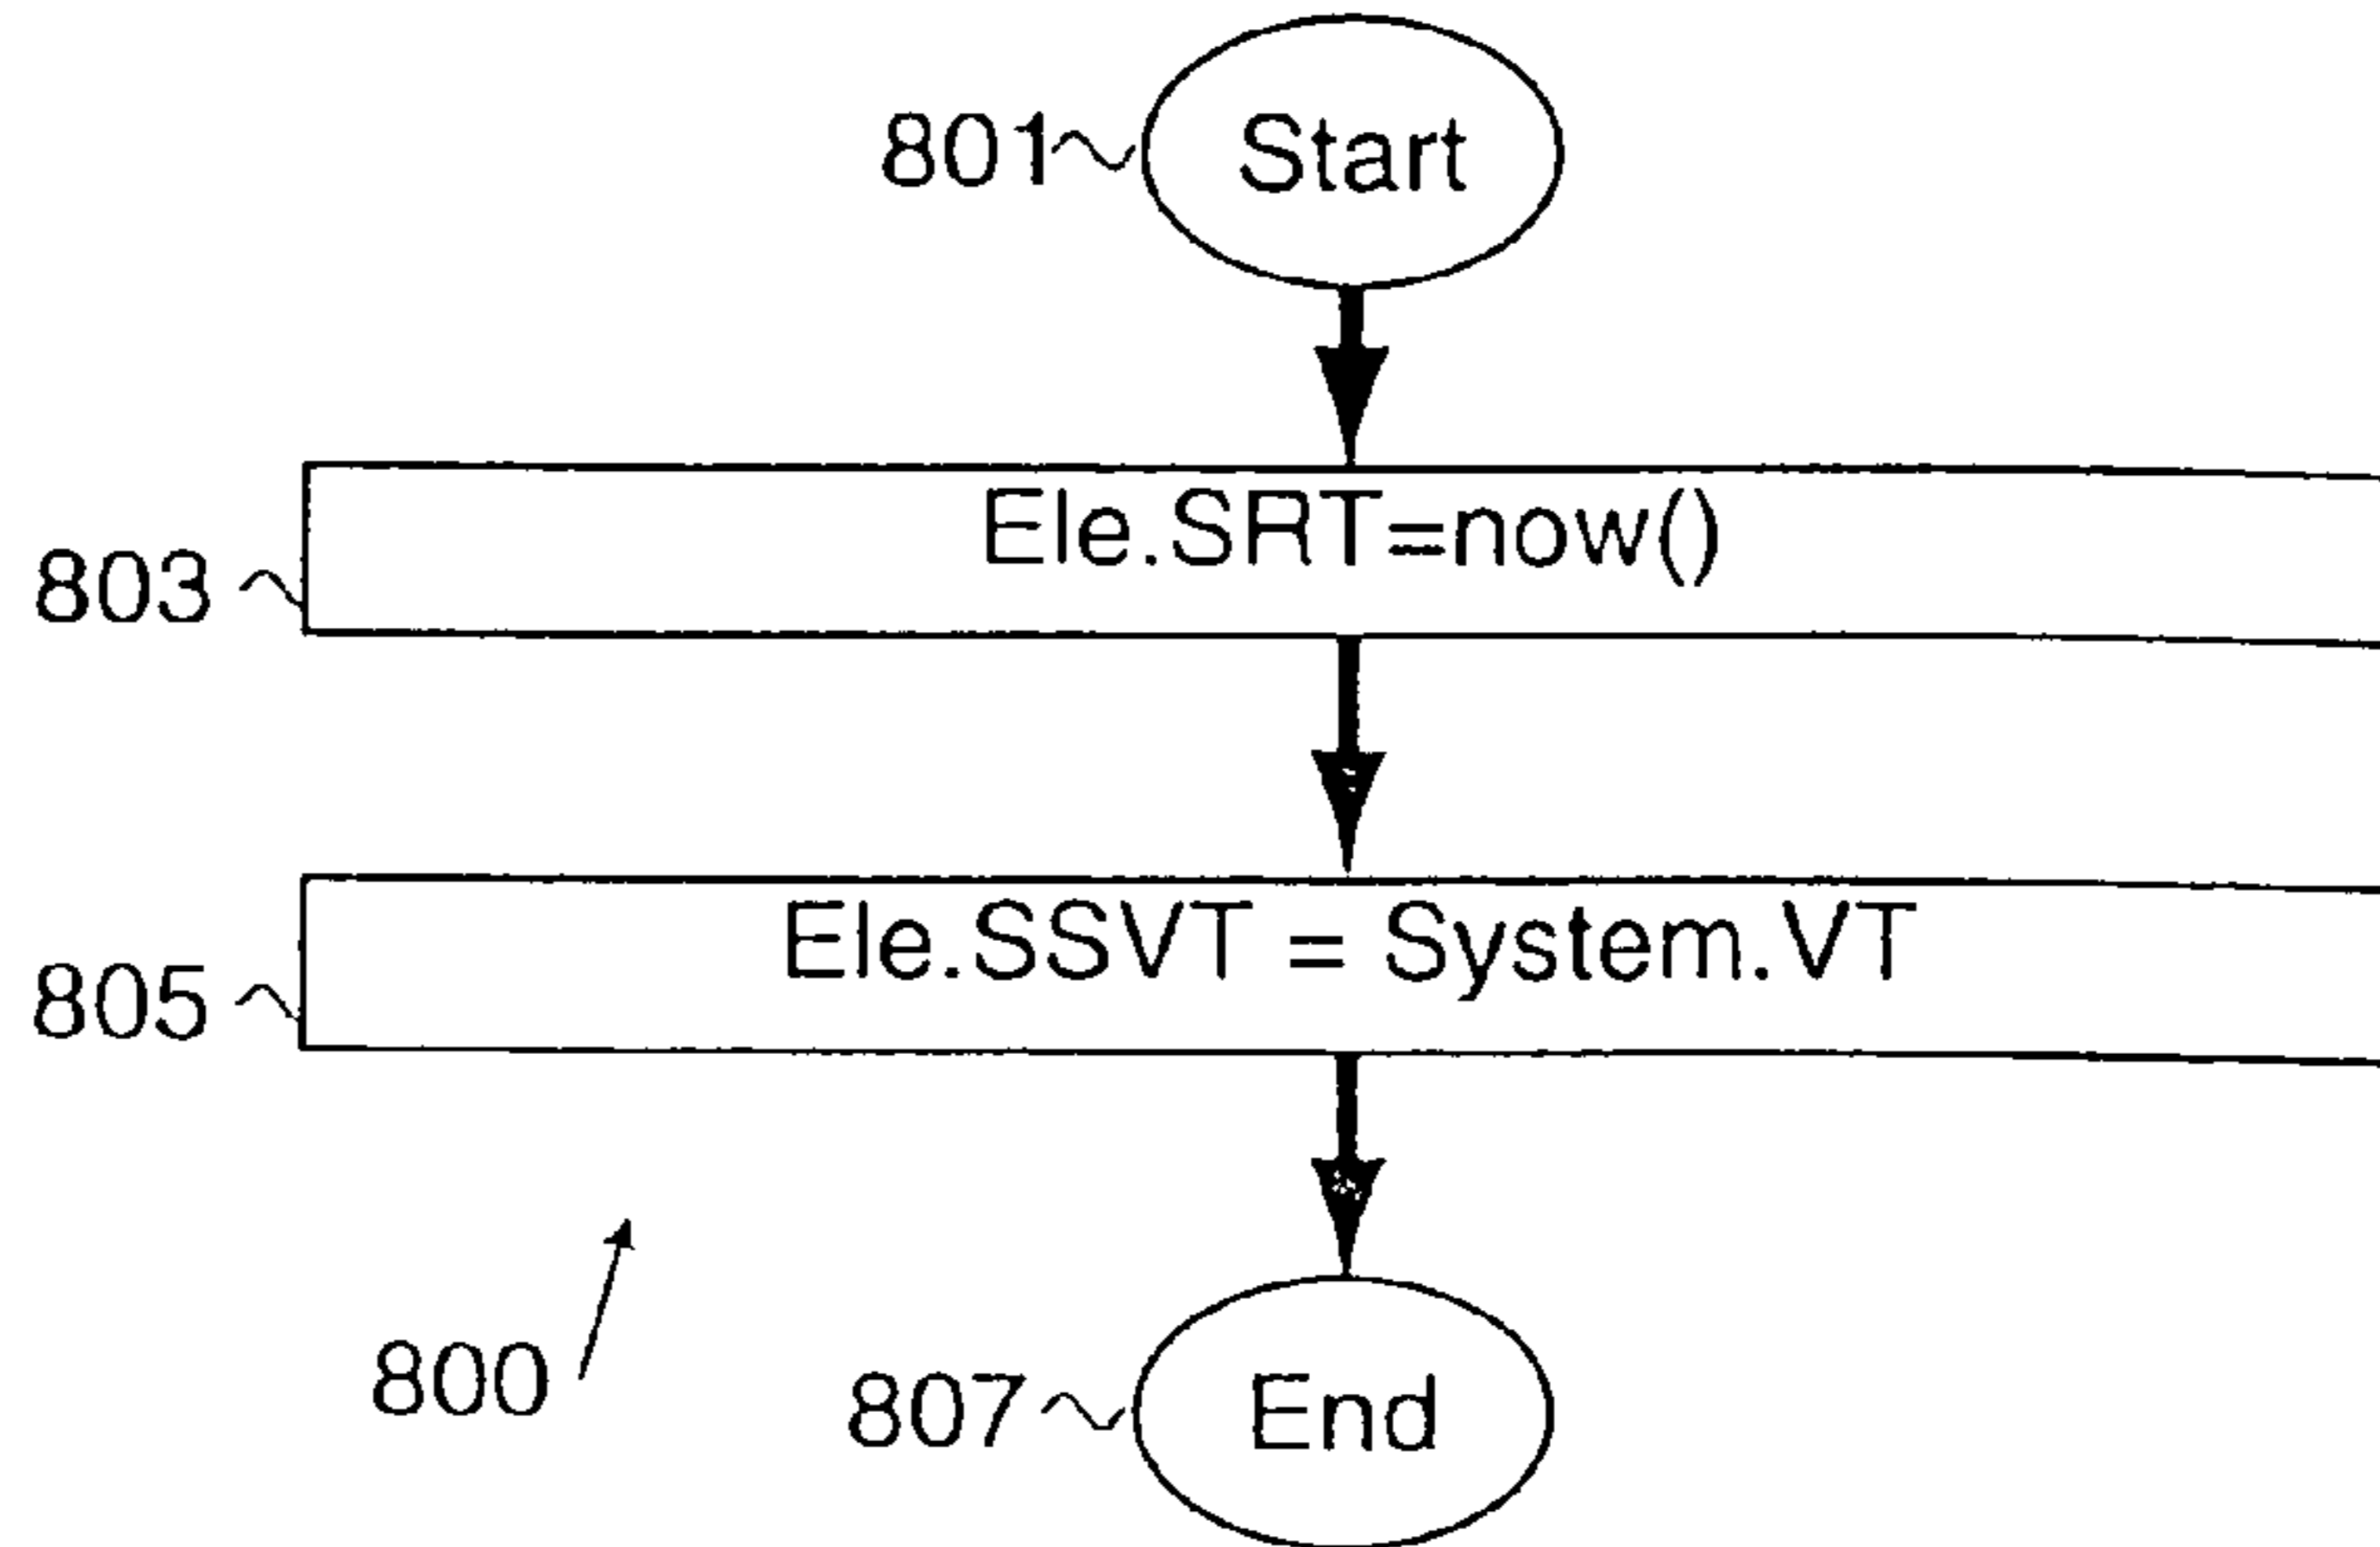 801 Start
Ele.SRT=now()
803
Ele.SSVT = System.VT
805
800
807 End